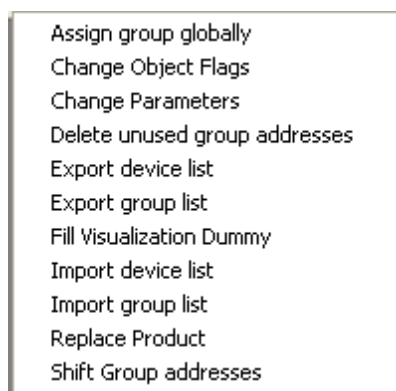 Assign group globally
Change Object Flags
Change Parameters
Delete unused group addresses
Export device list
Export group list
Fill Visualization Dummy
Import device list
Import group list
Replace Product
Shift Group addresses